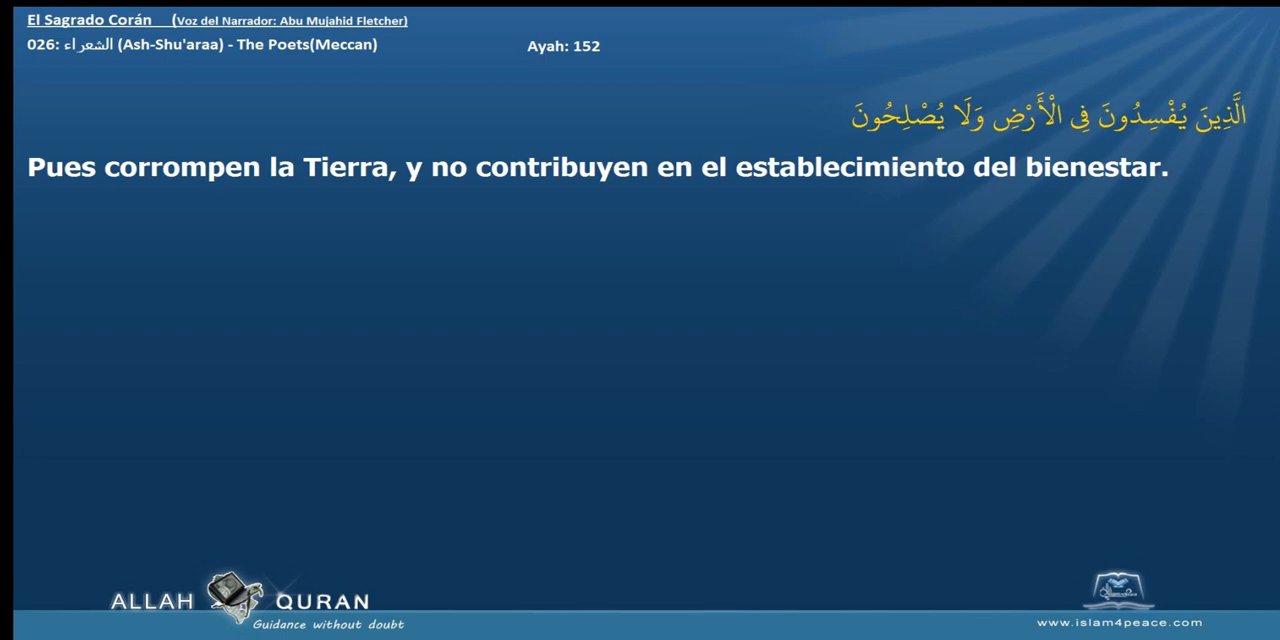 El Sagrado Corán (Voz del Narrador: Abu Mujahid Fletcher)
026: الشعراء (Ash-Shu'araa) - The Poets(Meccan) Ayah: 152
الَّذِينَ يُفْسِدُونَ فِي الْأَرْضِ وَلَا يُصْلِحُونَ
Pues corrompen la Tierra, y no contribuyen en el establecimiento del bienestar.
ALLAH QURAN
Guidance without doubt
www.islam4peace.com